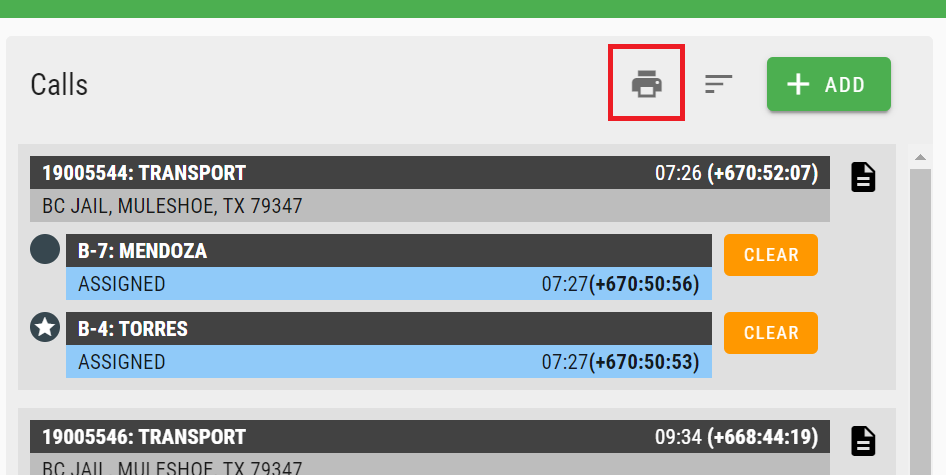 Calls
ADD
19005544: TRANSPORT 07:26 (+670:52:07)
BC JAIL, MULESHOE, TX 79347
B-7: MENDOZA
CLEAR
ASSIGNED 07:27(+670:50:56)
B-4: TORRES
CLEAR
ASSIGNED 07:27(+670:50:53)
19005546: TRANSPORT 09:34 (+668:44:19)
BC JAIL, MULESHOE, TX 79347